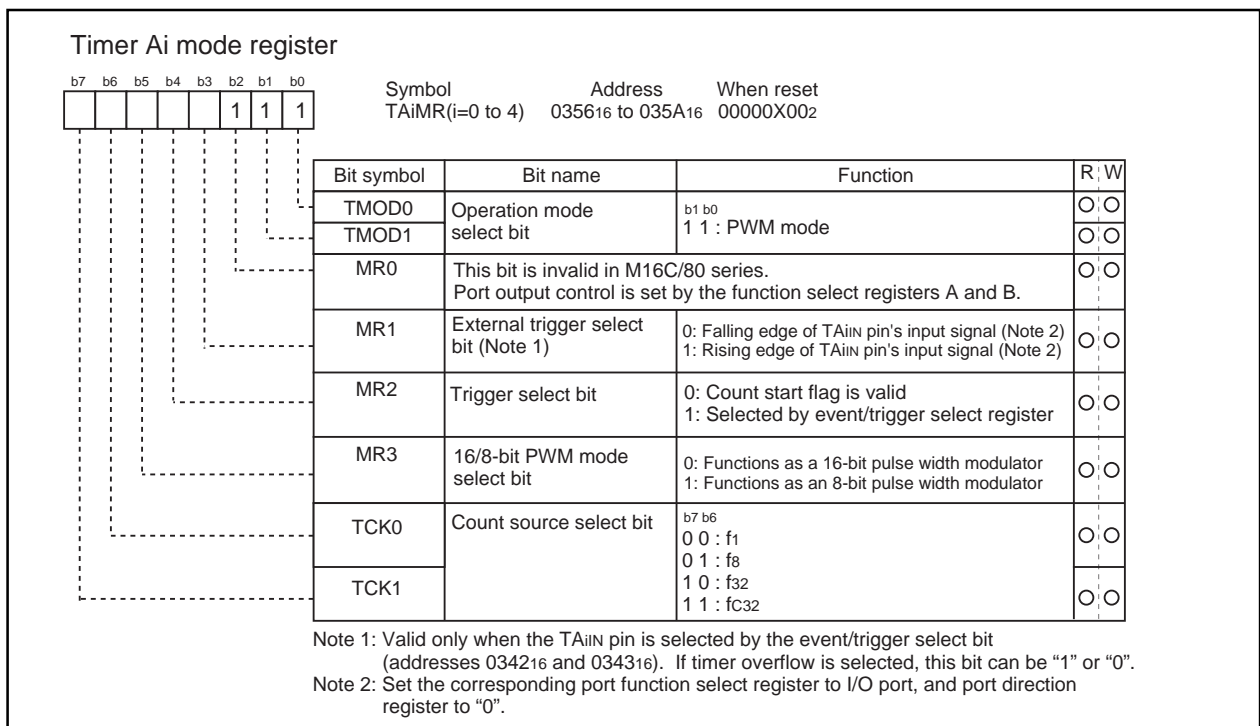 Timer Ai mode register
b7 b6 b5 b4 b3 b2 b1 b0
1 1 1
Symbol Address When reset
TAiMR(i=0 to 4) 035616 to 035A16 00000X002
Bit symbol Bit name Function R W
TMOD0
TMOD1
Operation mode
select bit
b1 b0
1 1 : PWM mode
MR0
This bit is invalid in M16C/80 series.
Port output control is set by the function select registers A and B.
MR1
External trigger select
bit (Note 1)
0: Falling edge of TAiIN pin's input signal (Note 2)
1: Rising edge of TAiIN pin's input signal (Note 2)
MR2
Trigger select bit
0: Count start flag is valid
1: Selected by event/trigger select register
MR3
16/8-bit PWM mode
select bit
0: Functions as a 16-bit pulse width modulator
1: Functions as an 8-bit pulse width modulator
TCK0
TCK1
Count source select bit
b7 b6
0 0 : f1
0 1 : f8
1 0 : f32
1 1 : fC32
Note 1: Valid only when the TAiIN pin is selected by the event/trigger select bit
(addresses 034216 and 034316). If timer overflow is selected, this bit can be “1” or “0”.
Note 2: Set the corresponding port function select register to I/O port, and port direction
register to “0”.